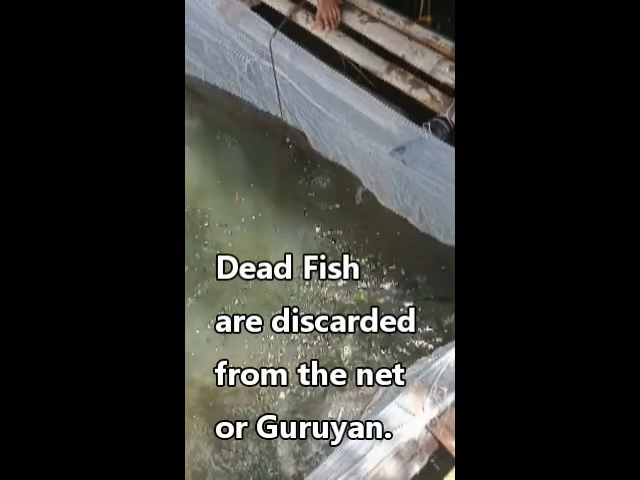 Dead Fish
are discarded
from the net
or Guruyan.